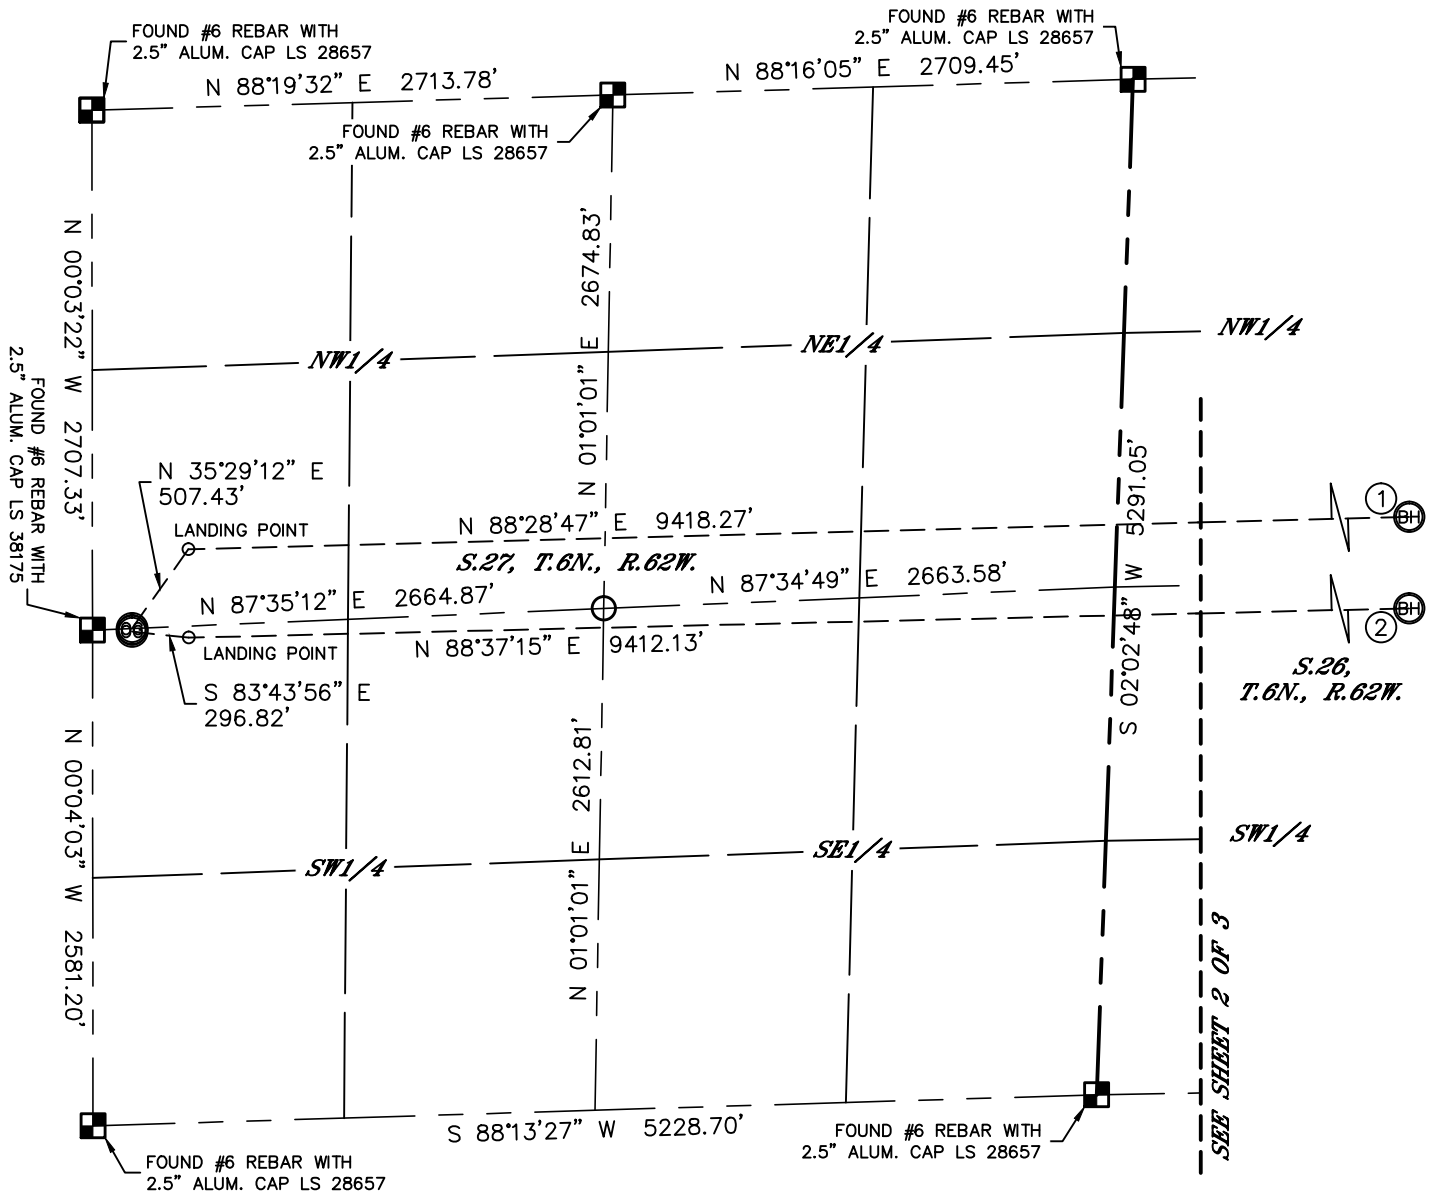 FOUND #6 REBAR WITH
2.5” ALUM. CAP LS 28657
FOUND #6 REBAR WITH
2.5” ALUM. CAP LS 28657
N 88°19'32” E 2713.78'
N 88°16'05” E 2709.45'
FOUND #6 REBAR WITH
2.5” ALUM. CAP LS 28657
N 00°03'22” W 2707.33'
N 01°01'01” E 2674.83'
NW1/4
NE1/4
NW1/4
FOUND #6 REBAR WITH
2.5” ALUM. CAP LS 38175
N 35°29'12” E
507.43'
LANDING POINT
N 88°28'47” E 9418.27'
1
BH
S.27, T.6N., R.62W.
N 87°35'12” E 2664.87'
N 87°34'49” E 2663.58'
S 02°02'48” W 5291.05'
2
BH
LANDING POINT
N 88°37'15” E 9412.13'
S 83°43'56” E
296.82'
S.26,
T.6N., R.62W.
N 00°04'03” W 2581.20'
N 01°01'01” E 2612.81'
SW1/4
SE1/4
SW1/4
SEE SHEET 2 OF 3
S 88°13'27” W 5228.70'
FOUND #6 REBAR WITH
2.5” ALUM. CAP LS 28657
FOUND #6 REBAR WITH
2.5” ALUM. CAP LS 28657